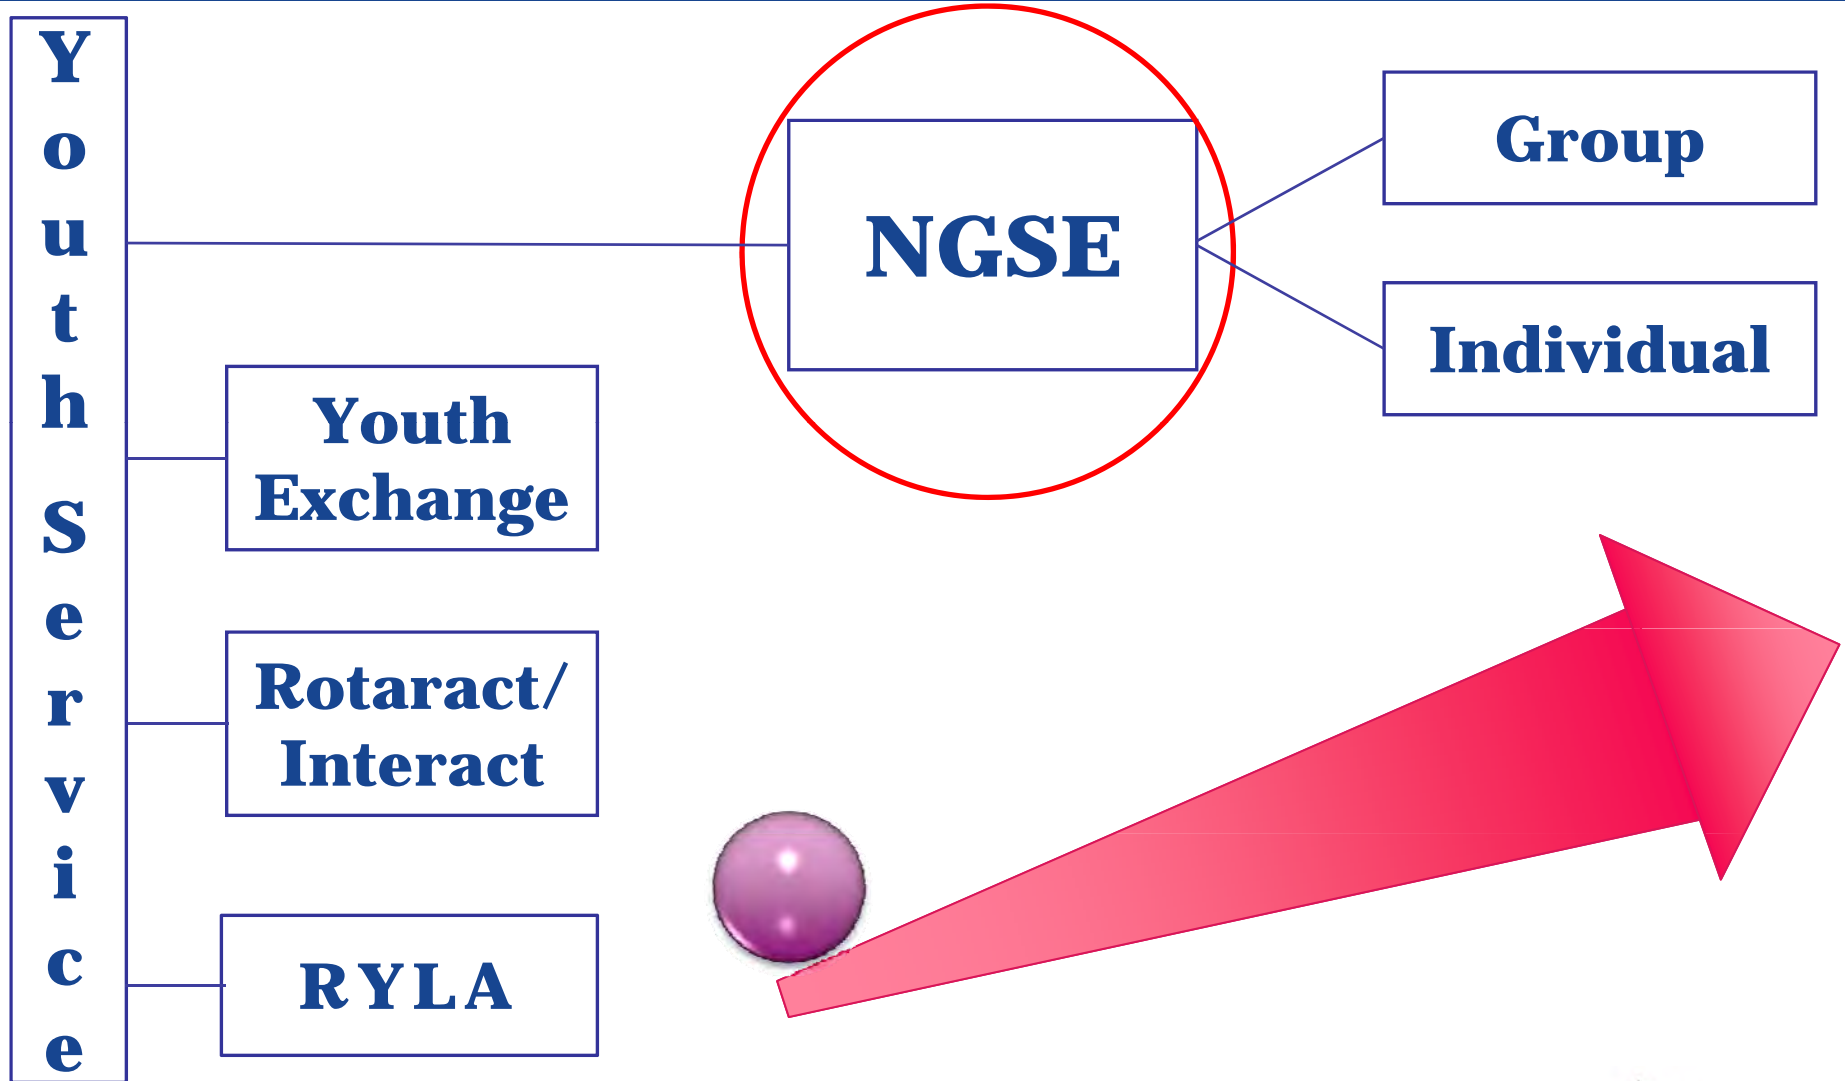 Youth Service
NGSE
Group
Individual
Youth
Exchange
Rotaract/
Interact
RYLA